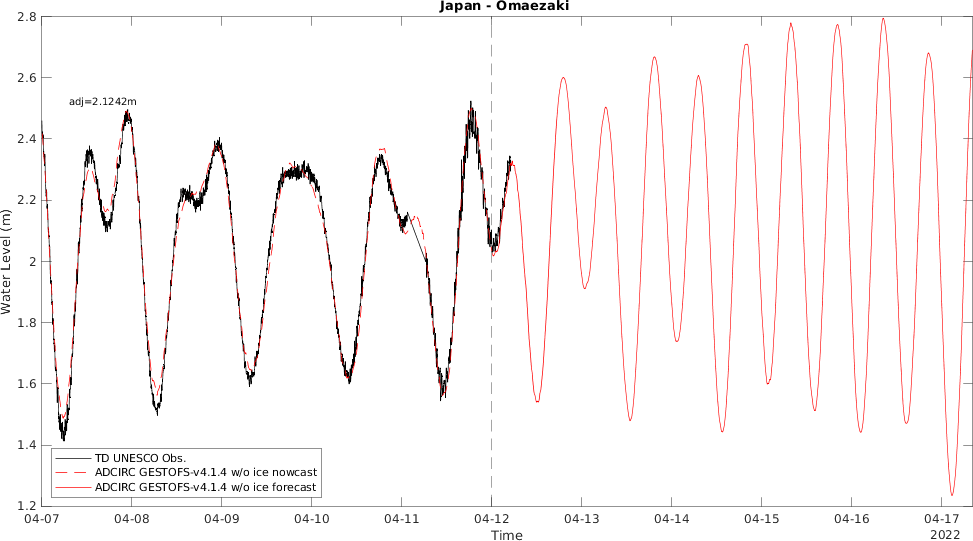 Japan - Omaezaki
2.8
2.6
2.4
2.2
2
1.8
1.6
1.4
1.2
Water Level (m)
adj=2.1242m
TD UNESCO Obs.
ADCIRC GESTOFS-v4.1.4 w/o ice nowcast
ADCIRC GESTOFS-v4.1.4 w/o ice forecast
04-07 04-08 04-09 04-10 04-11 04-12 04-13 04-14 04-15 04-16 04-17
Time
2022